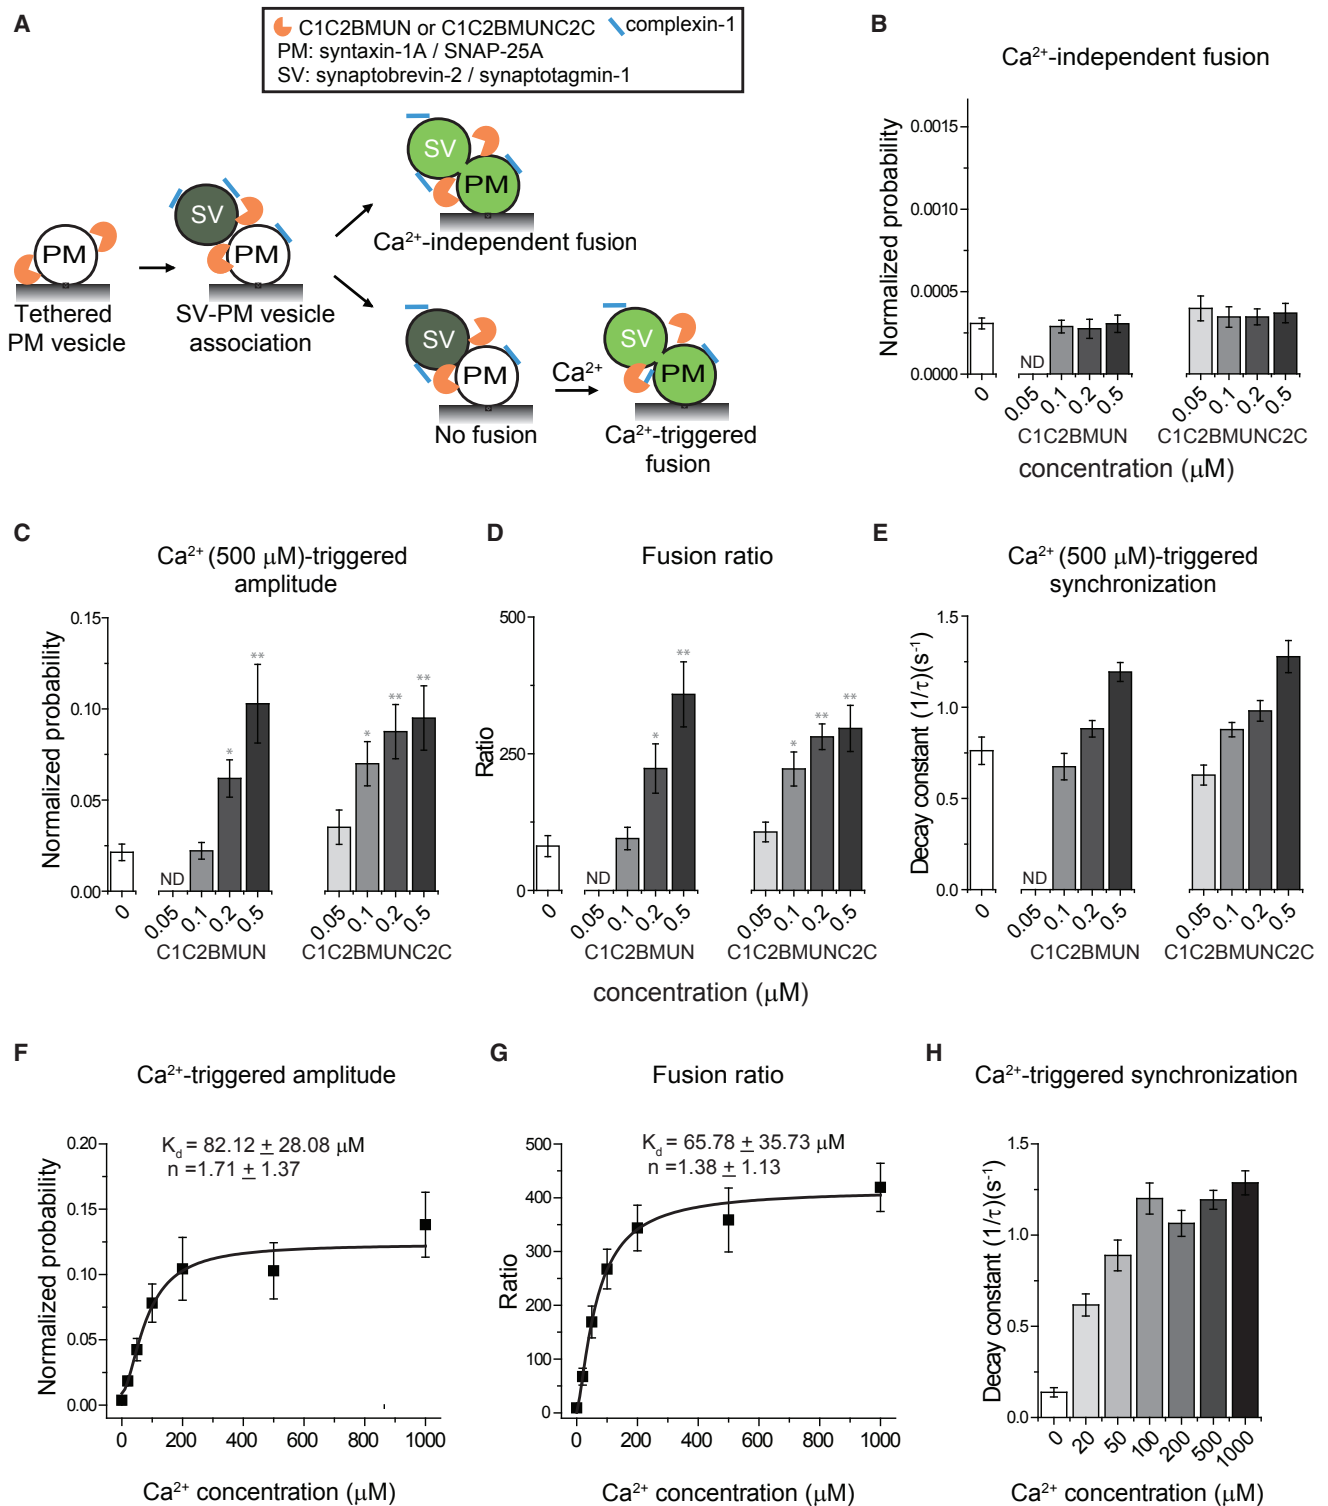 A
C1C2BMUN or C1C2BMUNC2C complexin-1
PM: syntaxin-1A / SNAP-25A
SV: synaptobrevin-2 / synaptotagmin-1
PM
Tethered
PM vesicle
SV
PM
SV-PM vesicle
association
SV
PM
Ca²⁺-independent fusion
SV
PM
No fusion
Ca²⁺
SV
PM
Ca²⁺-triggered
fusion
B
Ca²⁺-independent fusion
Normalized probability
0.0015
0.0010
0.0005
0.0000
ND
0
0.05
0.1
0.2
0.5
0.05
0.1
0.2
0.5
C1C2BMUN
C1C2BMUNC2C
concentration (μM)
C
Ca²⁺ (500 μM)-triggered
amplitude
Normalized probability
0.15
0.10
0.05
0.00
ND
*
**
*
**
**
0
0.05
0.1
0.2
0.5
0.05
0.1
0.2
0.5
C1C2BMUN
C1C2BMUNC2C
D
Fusion ratio
Ratio
500
250
0
ND
*
**
*
**
**
0
0.05
0.1
0.2
0.5
0.05
0.1
0.2
0.5
C1C2BMUN
C1C2BMUNC2C
concentration (μM)
E
Ca²⁺ (500 μM)-triggered
synchronization
Decay constant (1/τ)(s⁻¹)
1.5
1.0
0.5
0.0
ND
0
0.05
0.1
0.2
0.5
0.05
0.1
0.2
0.5
C1C2BMUN
C1C2BMUNC2C
F
Ca²⁺-triggered amplitude
Kd = 82.12 ± 28.08 μM
n =1.71 ± 1.37
Normalized probability
0.20
0.15
0.10
0.05
0.00
0 200 400 600 800 1000
Ca²⁺ concentration (μM)
G
Fusion ratio
Kd = 65.78 ± 35.73 μM
n =1.38 ± 1.13
Ratio
500
400
300
200
100
0
0 200 400 600 800 1000
Ca²⁺ concentration (μM)
H
Ca²⁺-triggered synchronization
Decay constant (1/τ)(s⁻¹)
1.5
1.0
0.5
0.0
0
20
50
100
200
500
1000
Ca²⁺ concentration (μM)